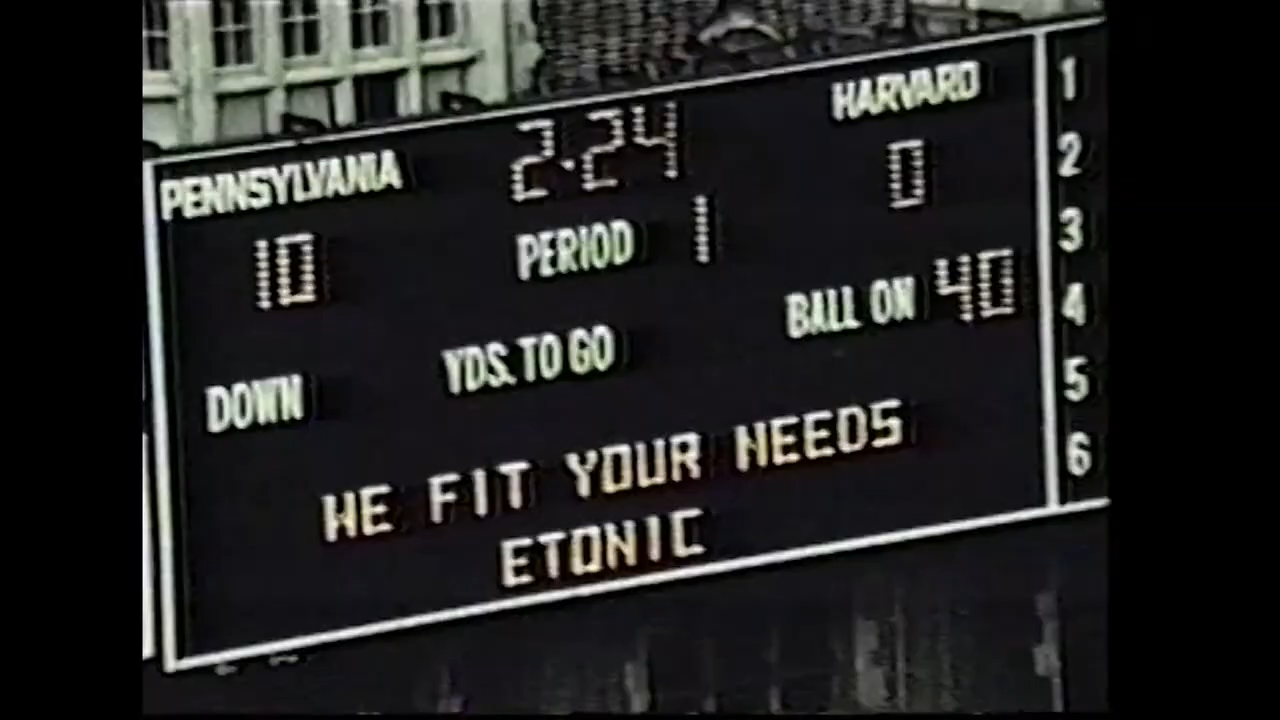 PENNSYLVANIA 2:24 HARVARD
10 PERIOD 1 0
DOWN YDS. TO GO BALL ON 40
WE FIT YOUR NEEDS
ETONIC
1
2
3
4
5
6